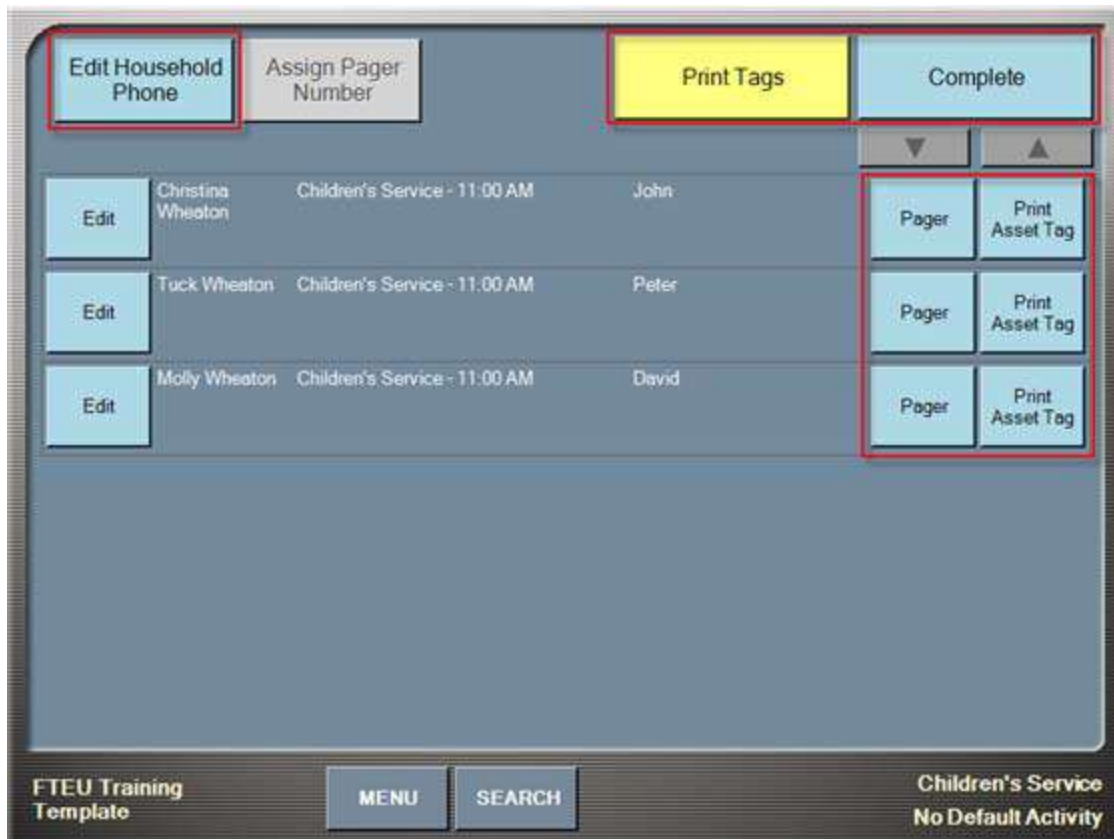 Edit Household
Phone
Assign Pager
Number
Print Tags
Complete
Edit
Christina
Wheaton
Children's Service - 11:00 AM
John
Pager
Print
Asset Tag
Edit
Tuck Wheaton
Children's Service - 11:00 AM
Peter
Pager
Print
Asset Tag
Edit
Molly Wheaton
Children's Service - 11:00 AM
David
Pager
Print
Asset Tag
FTEU Training
Template
MENU
SEARCH
Children's Service
No Default Activity